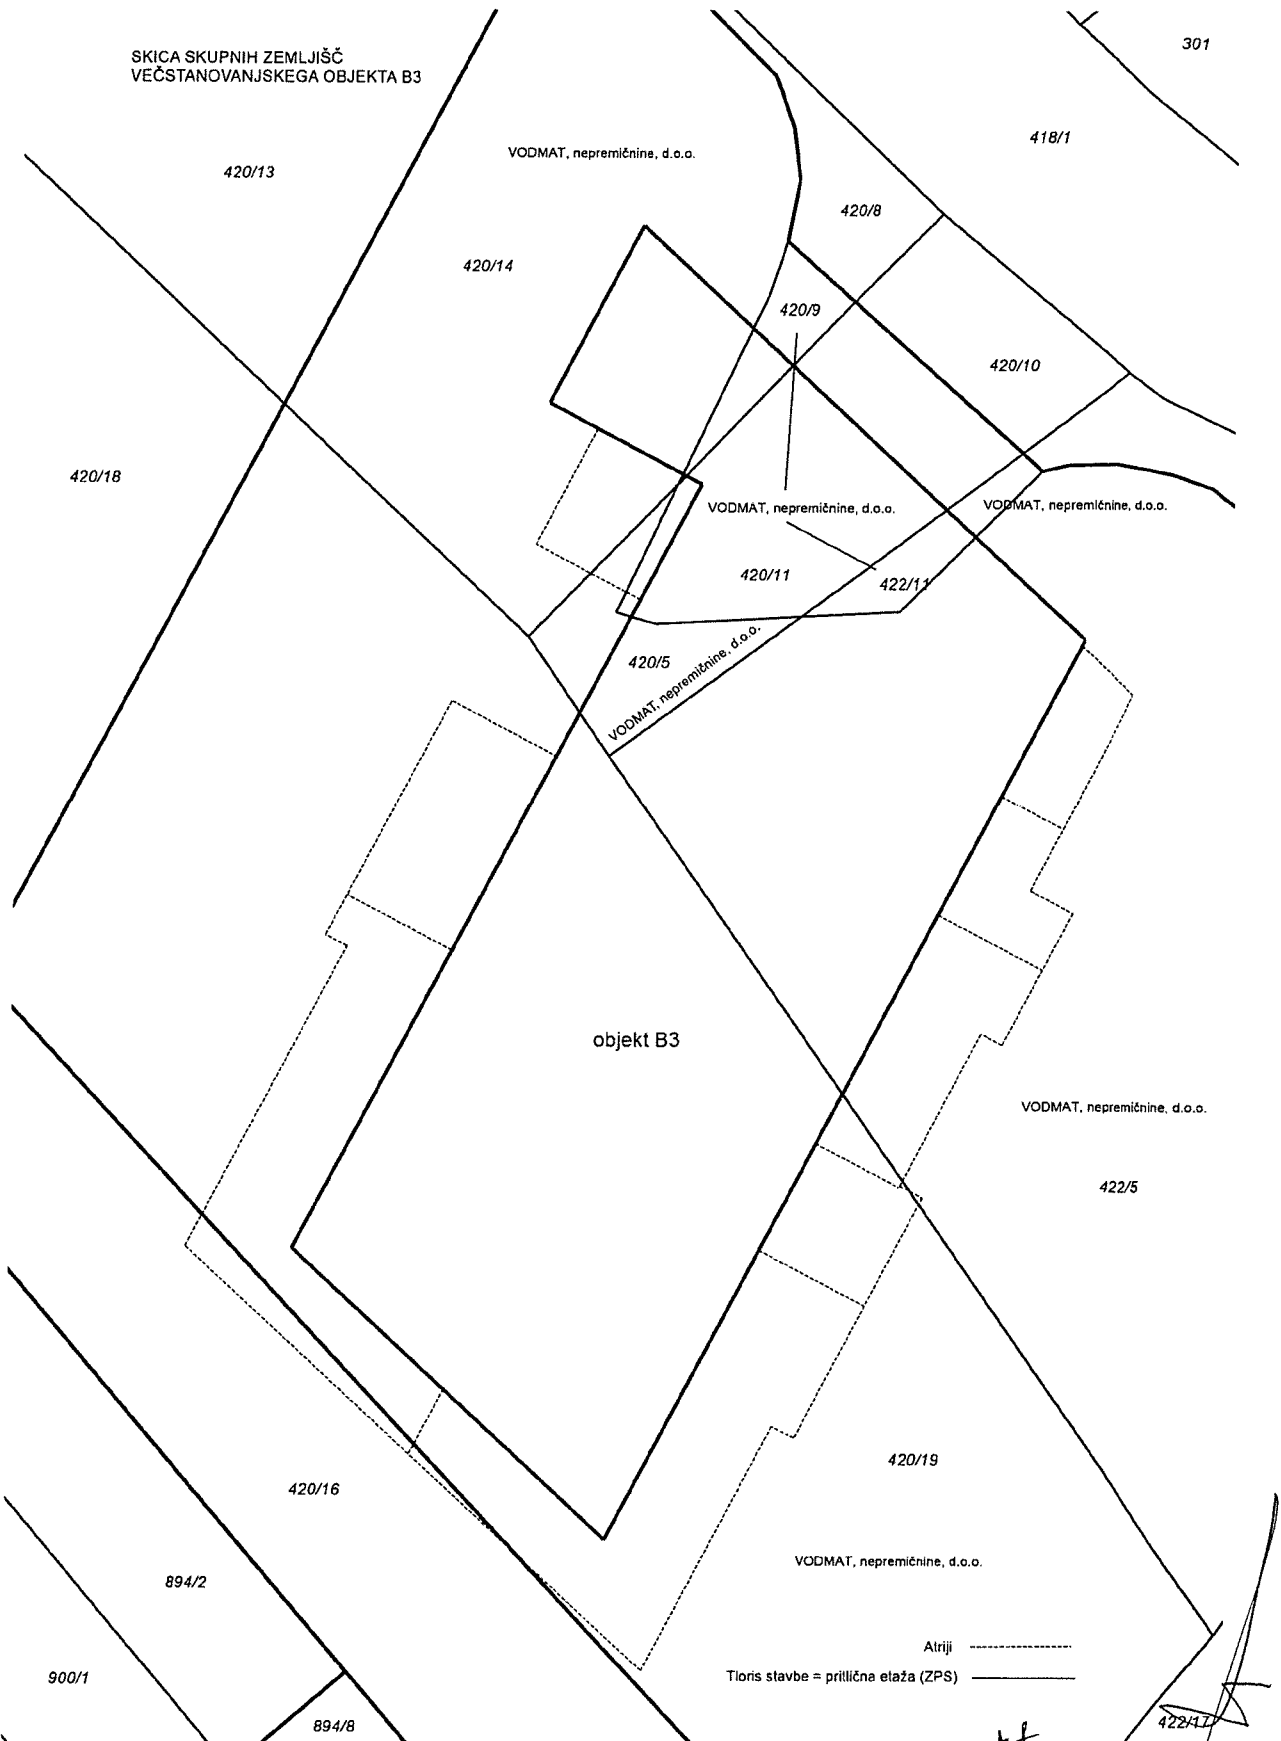 SKICA SKUPNIH ZEMLJIŠČ
VEČSTANOVANJSKEGA OBJEKTA B3
301
418/1
VODMAT, nepremičnine, d.o.o.
420/13
420/8
420/14
420/9
420/10
420/18
VODMAT, nepremičnine, d.o.o.
VODMAT, nepremičnine, d.o.o.
420/11
422/11
420/5
VODMAT, nepremičnine, d.o.o.
objekt B3
VODMAT, nepremičnine, d.o.o.
422/5
420/19
420/16
VODMAT, nepremičnine, d.o.o.
894/2
Atriji
900/1
Tloris stavbe = pritlična etaža (ZPS)
894/8
422/17